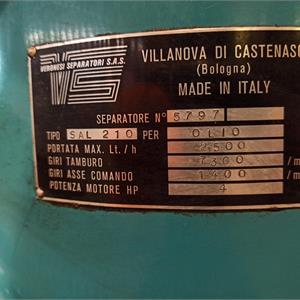 VERONESI SEPARATORI S.A.S.
VS
VILLANOVA DI CASTENASO
(Bologna)
MADE IN ITALY
SEPARATORE N° 5797
TIPO SAL 210 PER OLIO
PORTATA MAX. Lt./h 2500
GIRI TAMBURO 7300 /m
GIRI ASSE COMANDO 1400 /m
POTENZA MOTORE HP 4